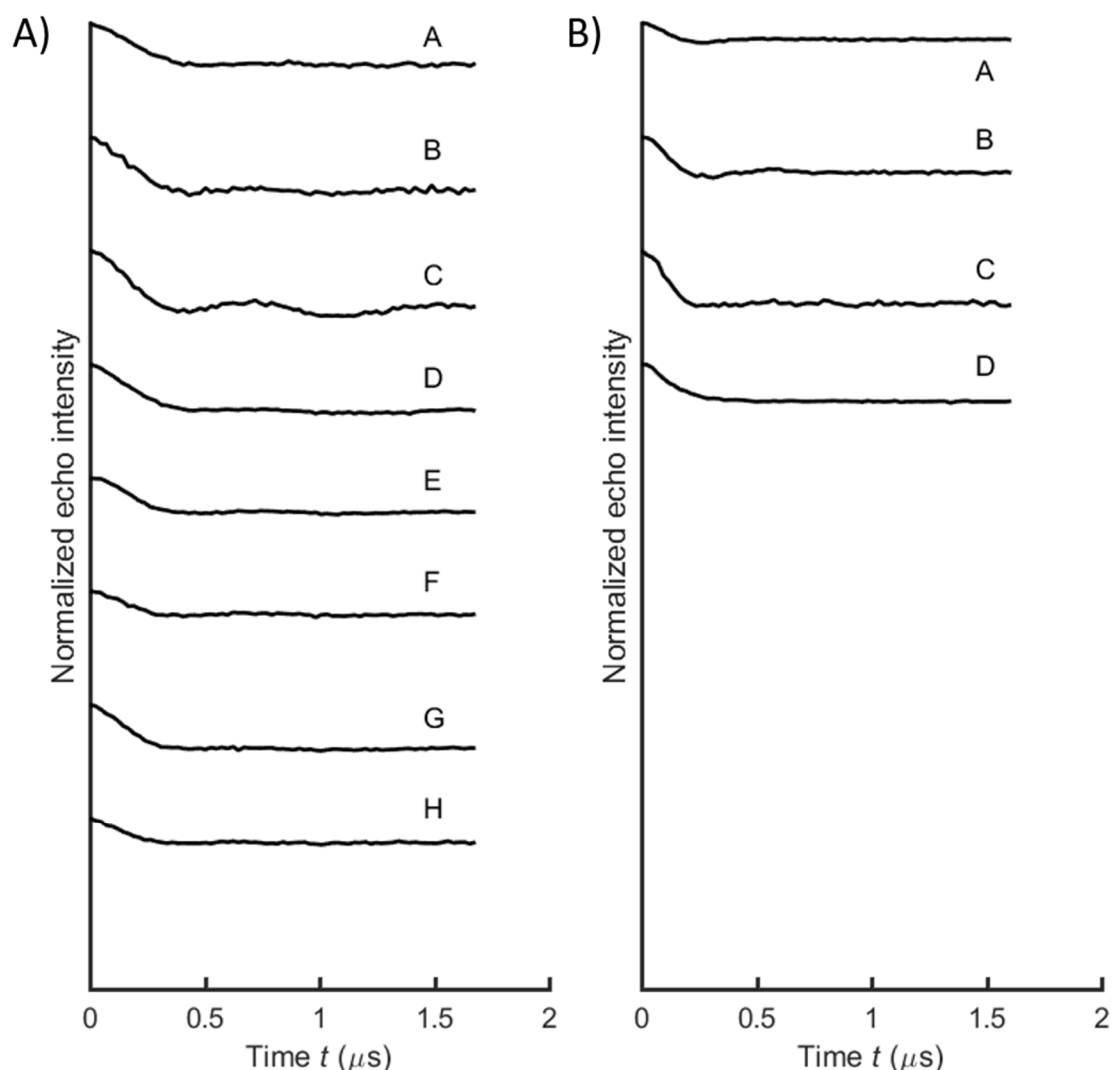 A)
A
B
C
D
E
F
G
H
Normalized echo intensity
0 0.5 1 1.5 2
Time t (μs)
B)
A
B
C
D
Normalized echo intensity
0 0.5 1 1.5 2
Time t (μs)